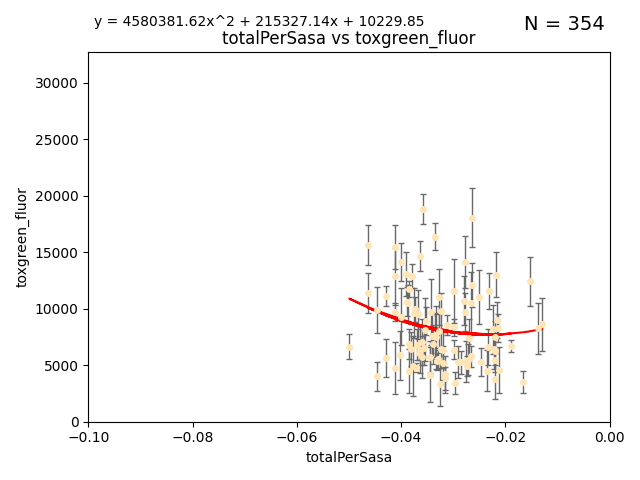 y = 4580381.62x^2 + 215327.14x + 10229.85
N = 354
totalPerSasa vs toxgreen_fluor
30000
25000
20000
15000
10000
5000
0
toxgreen_fluor
−0.10
−0.08
−0.06
−0.04
−0.02
0.00
totalPerSasa